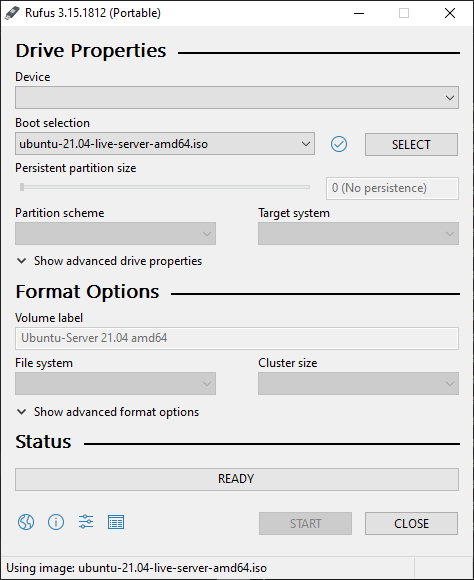 Rufus 3.15.1812 (Portable)
Drive Properties
Device
Boot selection
ubuntu-21.04-live-server-amd64.iso
SELECT
Persistent partition size
0 (No persistence)
Partition scheme
Target system
Show advanced drive properties
Format Options
Volume label
Ubuntu-Server 21.04 amd64
File system
Cluster size
Show advanced format options
Status
READY
START
CLOSE
Using image: ubuntu-21.04-live-server-amd64.iso